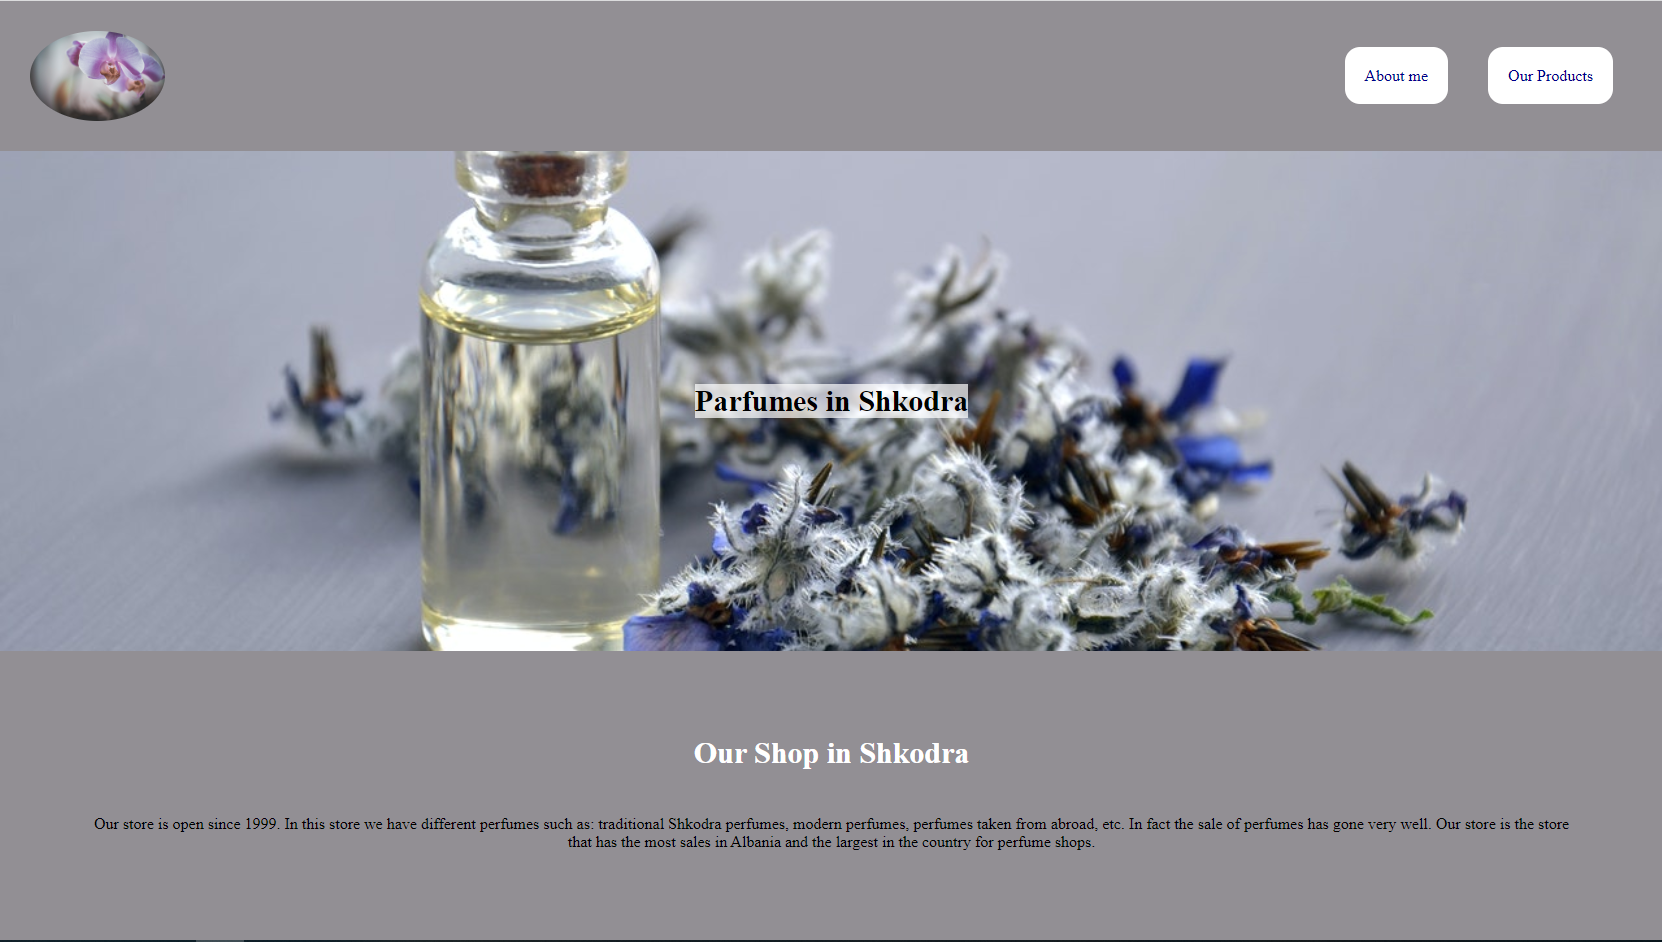 About me
Our Products
Parfumes in Shkodra
Our Shop in Shkodra
Our store is open since 1999. In this store we have different perfumes such as: traditional Shkodra perfumes, modern perfumes, perfumes taken from abroad, etc. In fact the sale of perfumes has gone very well. Our store is the store
that has the most sales in Albania and the largest in the country for perfume shops.